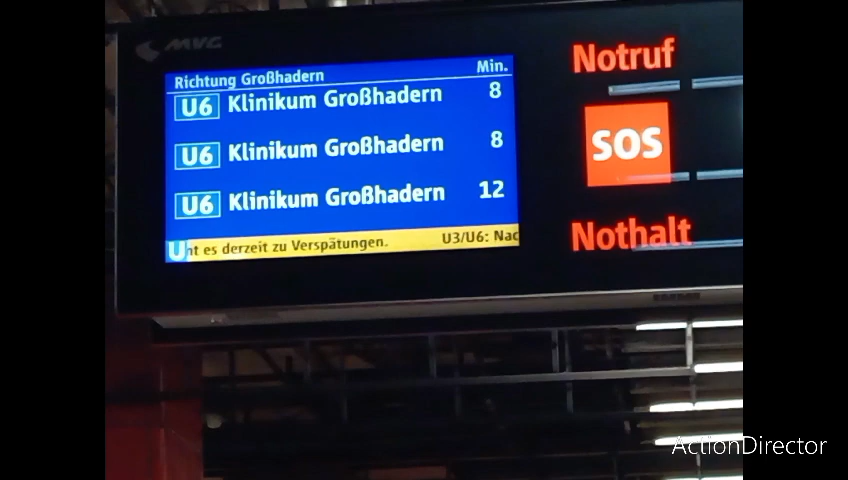 MVG
Richtung Großhadern Min.
U6 Klinikum Großhadern 8
U6 Klinikum Großhadern 8
U6 Klinikum Großhadern 12
U es derzeit zu Verspätungen. U3/U6: Nac
Notruf
SOS
Nothalt
ActionDirector